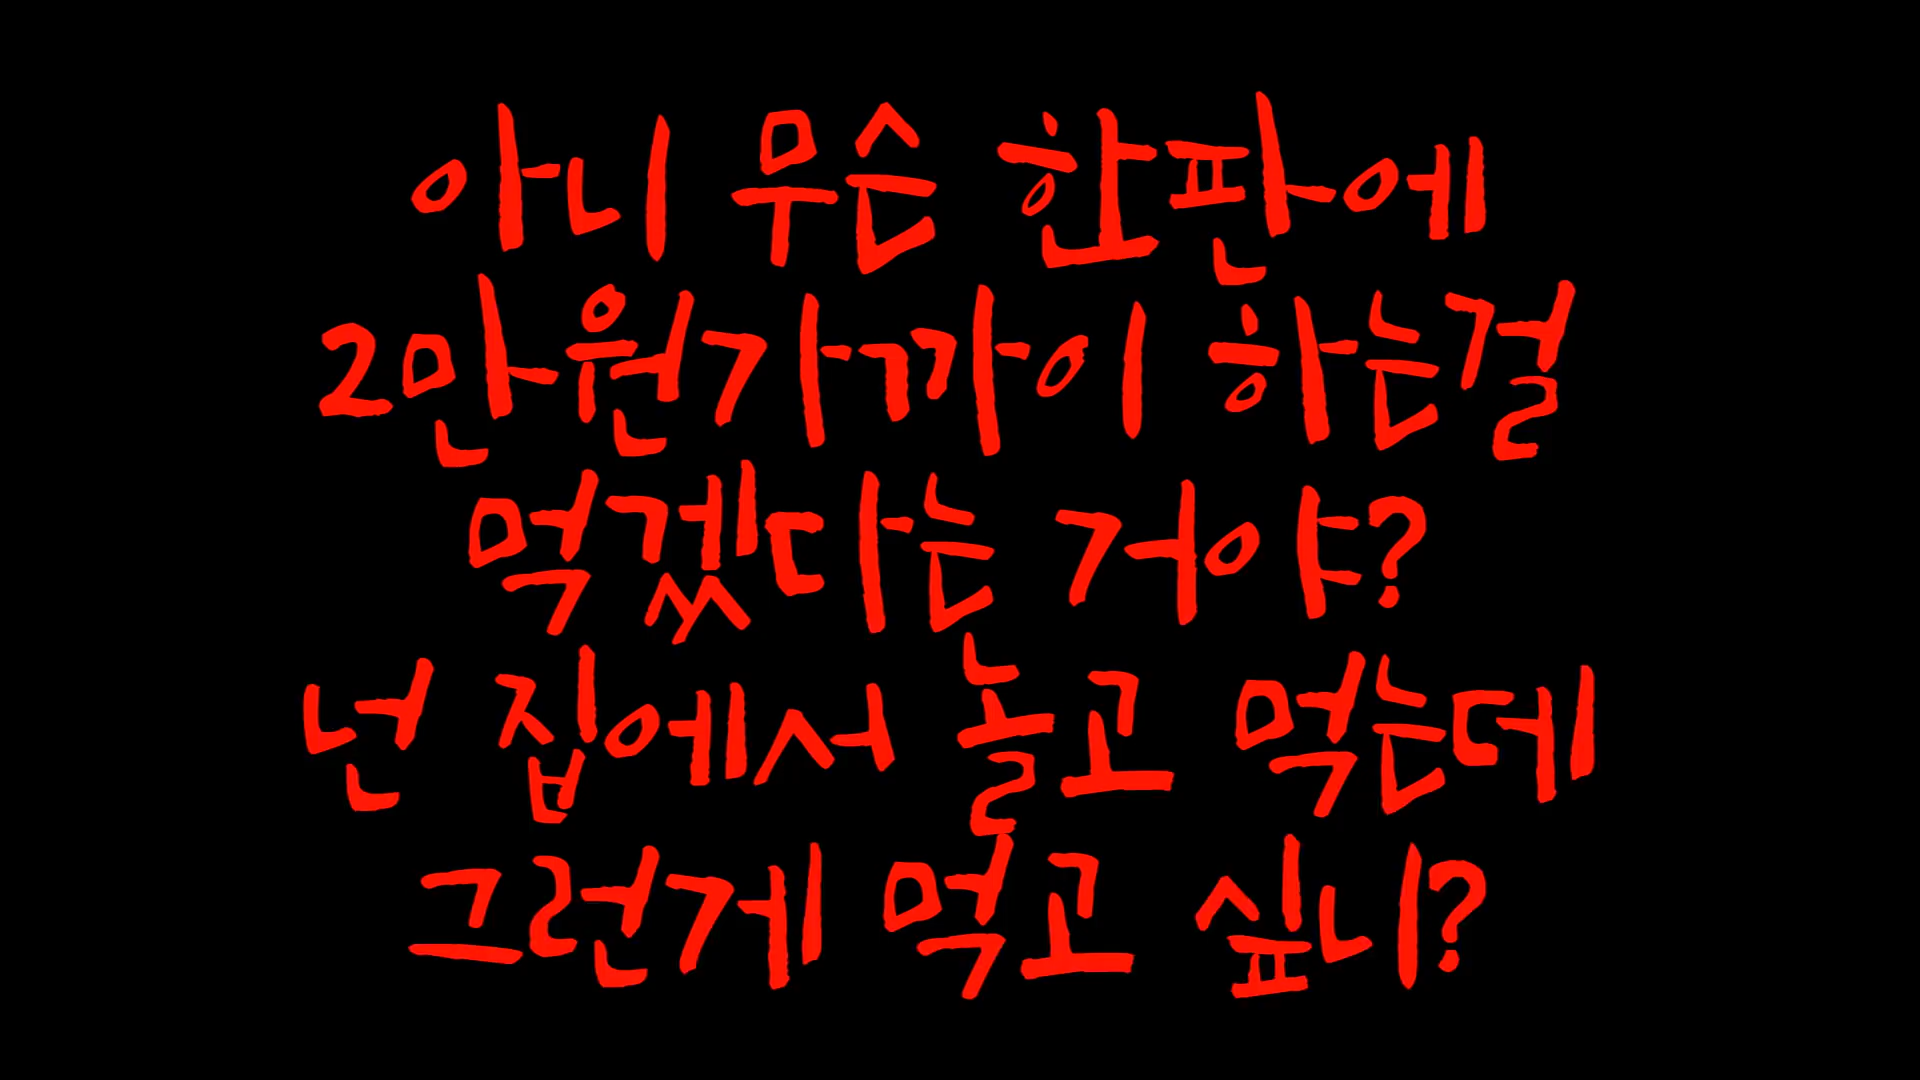 아니 무슨 한판에
2만원가까이 하는걸
먹겠다는 거야?
넌 집에서 놀고 먹는데
그런게 먹고 싶니?